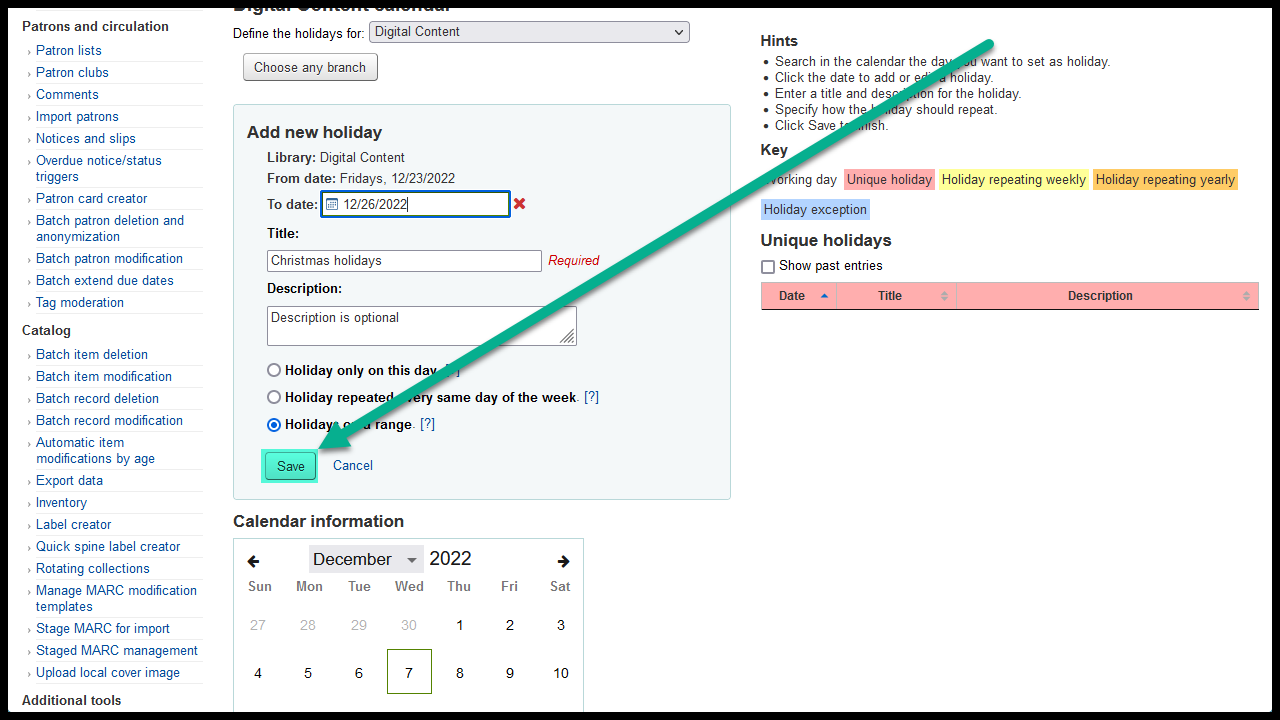 Patrons and circulation
Patron lists
Patron clubs
Comments
Import patrons
Notices and slips
Overdue notice/status
triggers
Patron card creator
Batch patron deletion and
anonymization
Batch patron modification
Batch extend due dates
Tag moderation
Catalog
Batch item deletion
Batch item modification
Batch record deletion
Batch record modification
Automatic item
modifications by age
Export data
Inventory
Label creator
Quick spine label creator
Rotating collections
Manage MARC modification
templates
Stage MARC for import
Staged MARC management
Upload local cover image
Additional tools
Digital Content calendar
Define the holidays for: Digital Content
Choose any branch
Add new holiday
Library: Digital Content
From date: Fridays, 12/23/2022
To date: 12/26/2022
Title:
Christmas holidays Required
Description:
Description is optional
Holiday only on this day. [?]
Holiday repeated every same day of the week. [?]
Holidays on a range. [?]
Save Cancel
Calendar information
December 2022
Sun Mon Tue Wed Thu Fri Sat
27 28 29 30 1 2 3
4 5 6 7 8 9 10
Hints
• Search in the calendar the day you want to set as holiday.
• Click the date to add or edit a holiday.
• Enter a title and description for the holiday.
• Specify how the holiday should repeat.
• Click Save to finish.
Key
Working day Unique holiday Holiday repeating weekly Holiday repeating yearly
Holiday exception
Unique holidays
Show past entries
Date Title Description